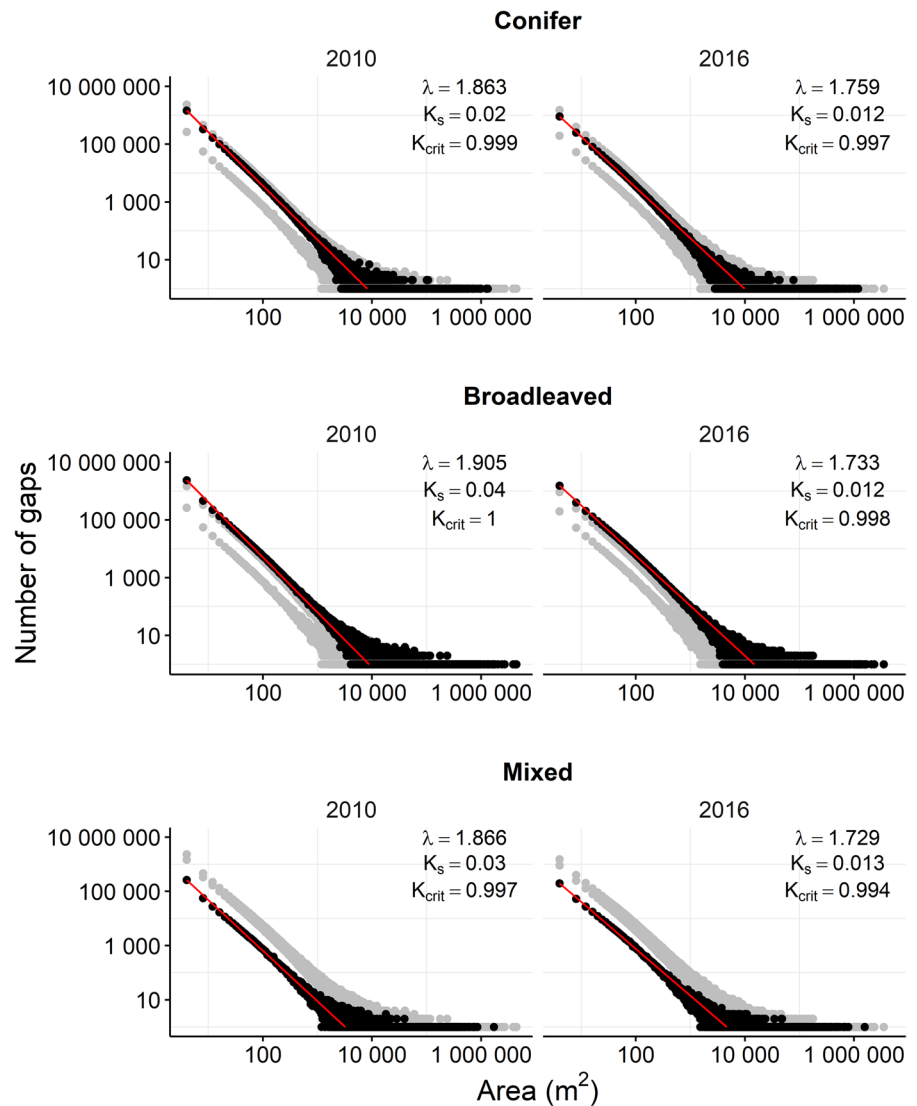 Conifer
2010
2016
10 000 000
100 000
1 000
10
λ = 1.863
Kₛ = 0.02
K_crit = 0.999
λ = 1.759
Kₛ = 0.012
K_crit = 0.997
100
10 000
1 000 000
100
10 000
1 000 000
Broadleaved
2010
2016
10 000 000
100 000
1 000
10
λ = 1.905
Kₛ = 0.04
K_crit = 1
λ = 1.733
Kₛ = 0.012
K_crit = 0.998
100
10 000
1 000 000
100
10 000
1 000 000
Number of gaps
Mixed
2010
2016
10 000 000
100 000
1 000
10
λ = 1.866
Kₛ = 0.03
K_crit = 0.997
λ = 1.729
Kₛ = 0.013
K_crit = 0.994
100
10 000
1 000 000
100
10 000
1 000 000
Area (m²)